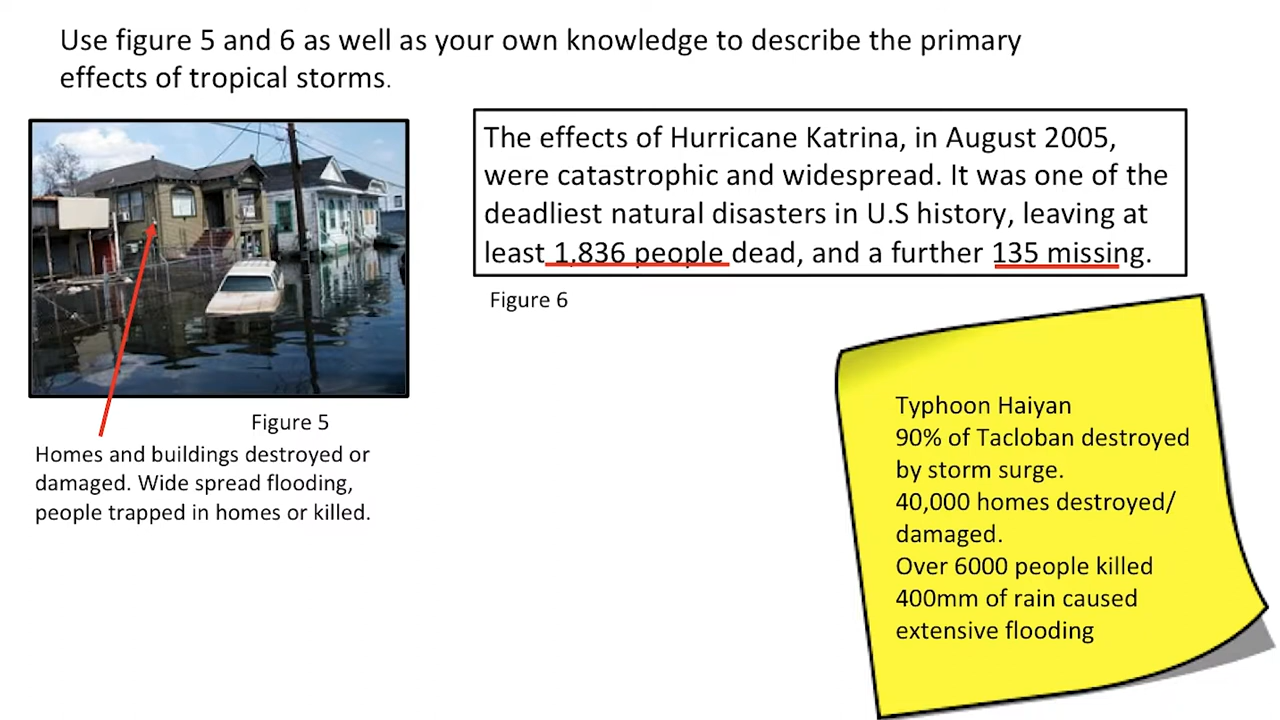 Use figure 5 and 6 as well as your own knowledge to describe the primary
effects of tropical storms.
The effects of Hurricane Katrina, in August 2005,
were catastrophic and widespread. It was one of the
deadliest natural disasters in U.S history, leaving at
least 1,836 people dead, and a further 135 missing.
Figure 6
Figure 5
Homes and buildings destroyed or
damaged. Wide spread flooding,
people trapped in homes or killed.
Typhoon Haiyan
90% of Tacloban destroyed
by storm surge.
40,000 homes destroyed/
damaged.
Over 6000 people killed
400mm of rain caused
extensive flooding